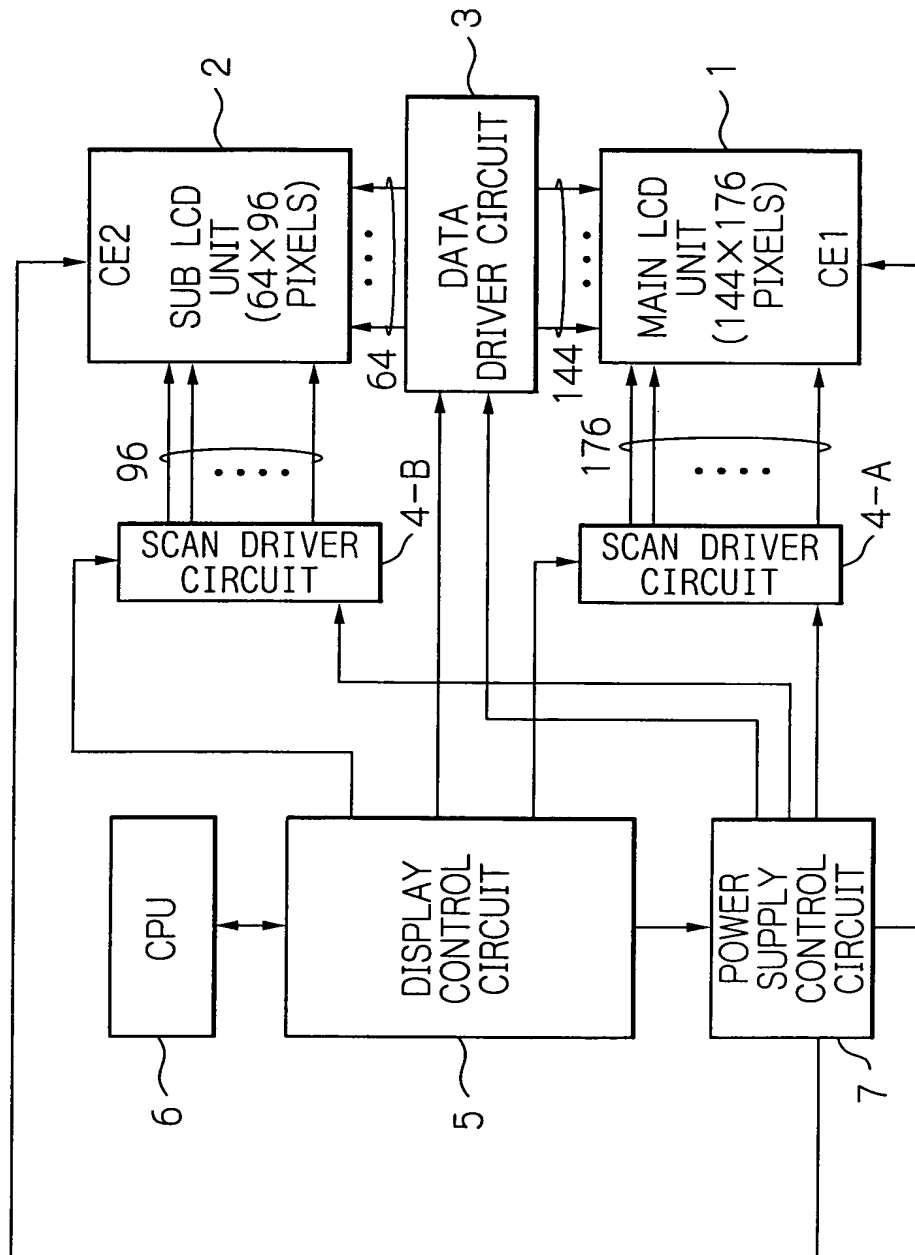 2
CE2
SUB LCD
UNIT
(64×96
PIXELS)
3
DATA
DRIVER CIRCUIT
1
MAIN LCD
UNIT
(144×176
PIXELS)
CE1
64
144
96
176
4-B
SCAN DRIVER
CIRCUIT
4-A
SCAN DRIVER
CIRCUIT
CPU
6
DISPLAY
CONTROL
CIRCUIT
5
POWER
SUPPLY
CONTROL
CIRCUIT
7